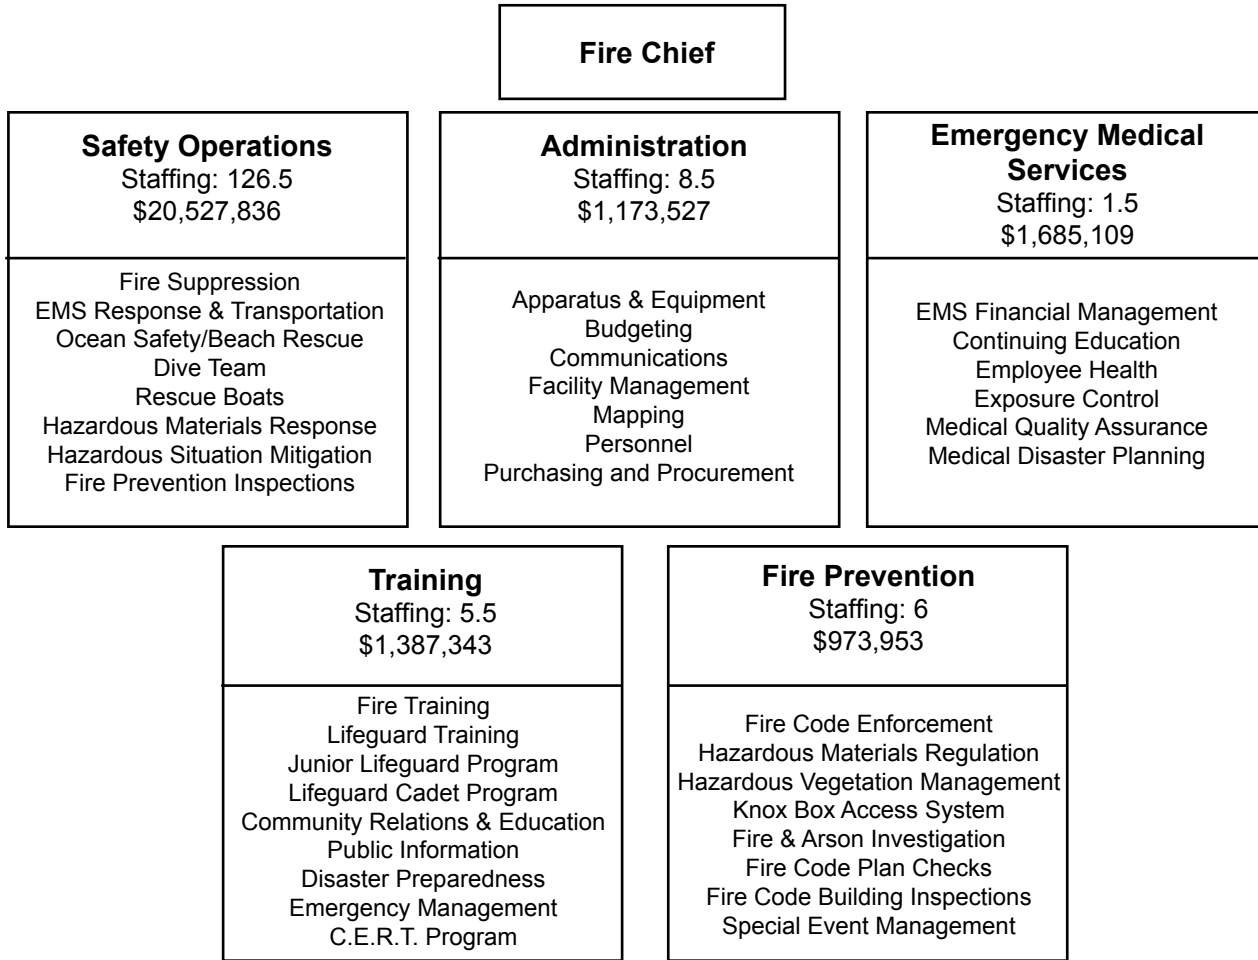 Fire Chief
Safety Operations
Staffing: 126.5
$20,527,836
Fire Suppression
EMS Response & Transportation
Ocean Safety/Beach Rescue
Dive Team
Rescue Boats
Hazardous Materials Response
Hazardous Situation Mitigation
Fire Prevention Inspections
Administration
Staffing: 8.5
$1,173,527
Apparatus & Equipment
Budgeting
Communications
Facility Management
Mapping
Personnel
Purchasing and Procurement
Emergency Medical
Services
Staffing: 1.5
$1,685,109
EMS Financial Management
Continuing Education
Employee Health
Exposure Control
Medical Quality Assurance
Medical Disaster Planning
Training
Staffing: 5.5
$1,387,343
Fire Training
Lifeguard Training
Junior Lifeguard Program
Lifeguard Cadet Program
Community Relations & Education
Public Information
Disaster Preparedness
Emergency Management
C.E.R.T. Program
Fire Prevention
Staffing: 6
$973,953
Fire Code Enforcement
Hazardous Materials Regulation
Hazardous Vegetation Management
Knox Box Access System
Fire & Arson Investigation
Fire Code Plan Checks
Fire Code Building Inspections
Special Event Management